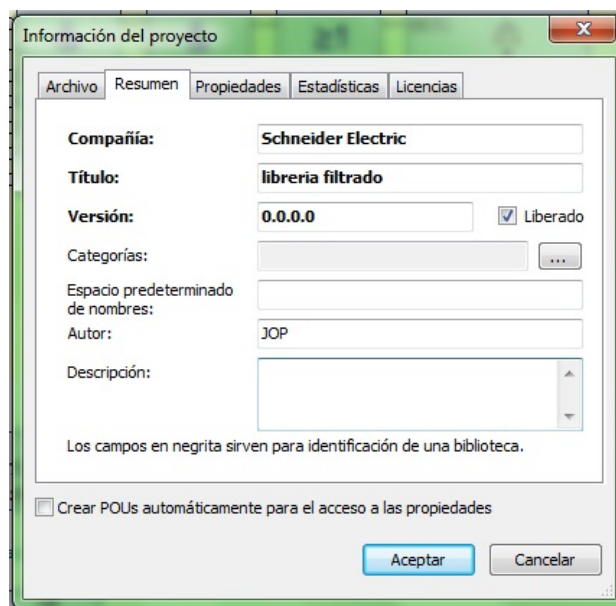 Información del proyecto
Archivo Resumen Propiedades Estadísticas Licencias
Compañía: Schneider Electric
Título: libreria filtrado
Versión: 0.0.0.0 Liberado
Categorías: ...
Espacio predeterminado
de nombres:
Autor: JOP
Descripción:
Los campos en negrita sirven para identificación de una biblioteca.
Crear POUs automáticamente para el acceso a las propiedades
Aceptar Cancelar